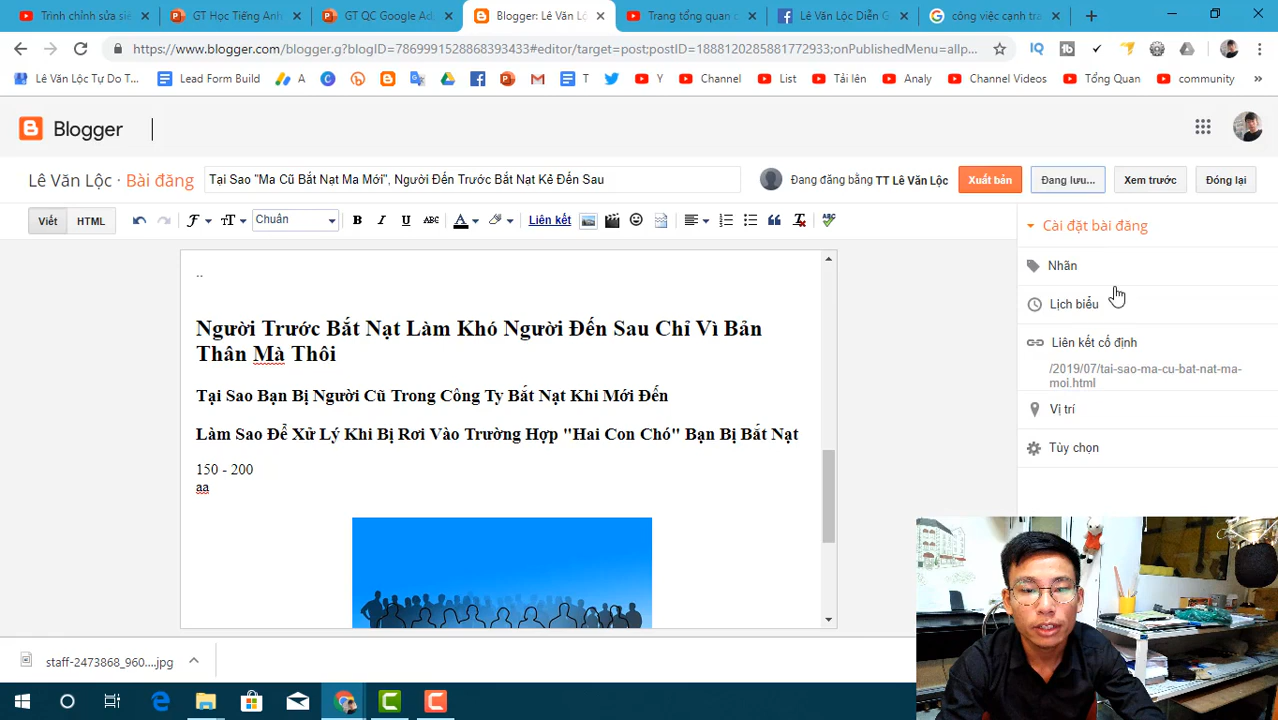 Trình chỉnh sửa siê
GT Học Tiếng Anh
GT QC Google Ad
Blogger: Lê Văn Lộ
Trang tổng quan c
Lê Văn Lộc Diễn G
công việc cạnh tra
https://www.blogger.com/blogger.g?blogID=7869991528868393433#editor/target=post;postID=1888120285881772933;onPublishedMenu=allp...
Lê Văn Lộc Tự Do T...
Lead Form Build
A
T
Y
Channel
List
Tải lên
Analy
Channel Videos
Tổng Quan
community
Blogger
Lê Văn Lộc · Bài đăng
Tại Sao "Ma Cũ Bắt Nạt Ma Mới", Người Đến Trước Bắt Nạt Kẻ Đến Sau
Đang đăng bằng TT Lê Văn Lộc
Xuất bản
Đang lưu...
Xem trước
Đóng lại
Viết
HTML
Chuẩn
B I U ABC A
Liên kết
Cài đặt bài đăng
Nhãn
Lịch biểu
Liên kết cố định
/2019/07/tai-sao-ma-cu-bat-nat-ma-
moi.html
Vị trí
Tùy chọn
..
Người Trước Bắt Nạt Làm Khó Người Đến Sau Chỉ Vì Bản
Thân Mà Thôi
Tại Sao Bạn Bị Người Cũ Trong Công Ty Bắt Nạt Khi Mới Đến
Làm Sao Để Xữ Lý Khi Bị Rơi Vào Trường Hợp "Hai Con Chó" Bạn Bị Bắt Nạt
150 - 200
aa
staff-2473868_960....jpg